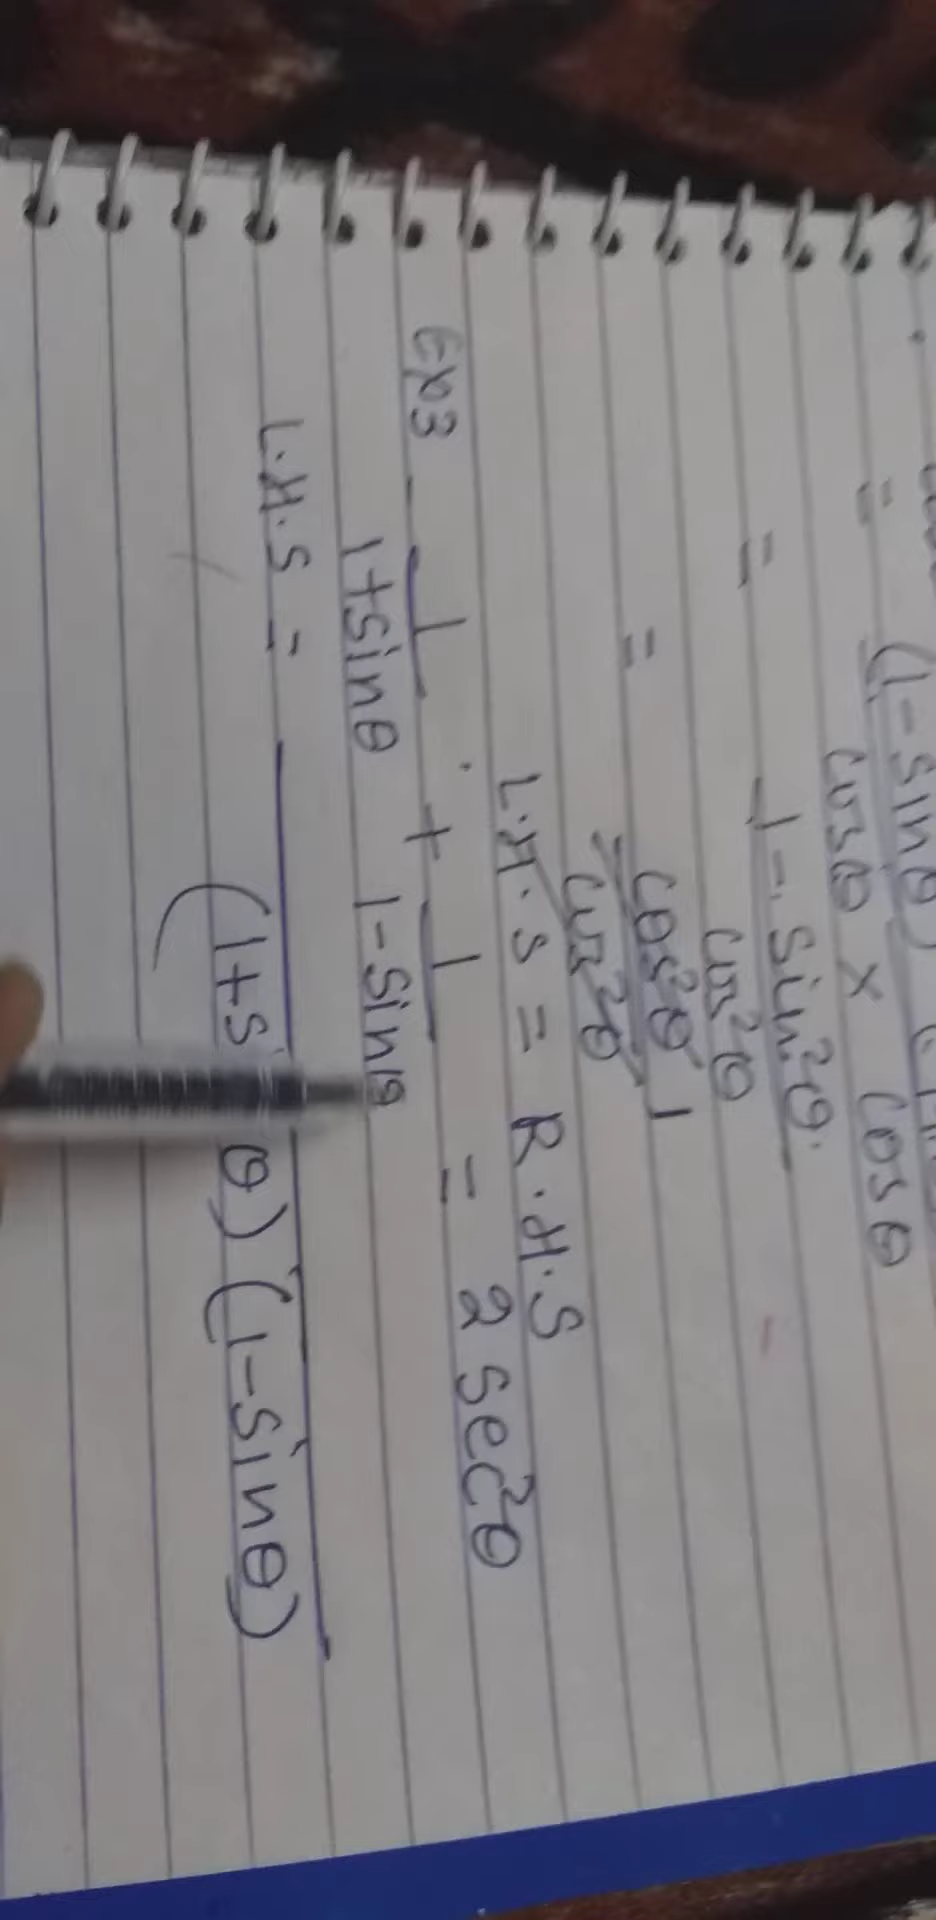 = (1-sinθ)
cosθ × cosθ
= 1-sin²θ
cos²θ
= cos²θ 1
cos²θ
L.H.S = R.H.S
Ex3 1 + 1 = 2 sec²θ
1+sinθ 1-sinθ
L.H.S =
(1+s θ) (1-sinθ)